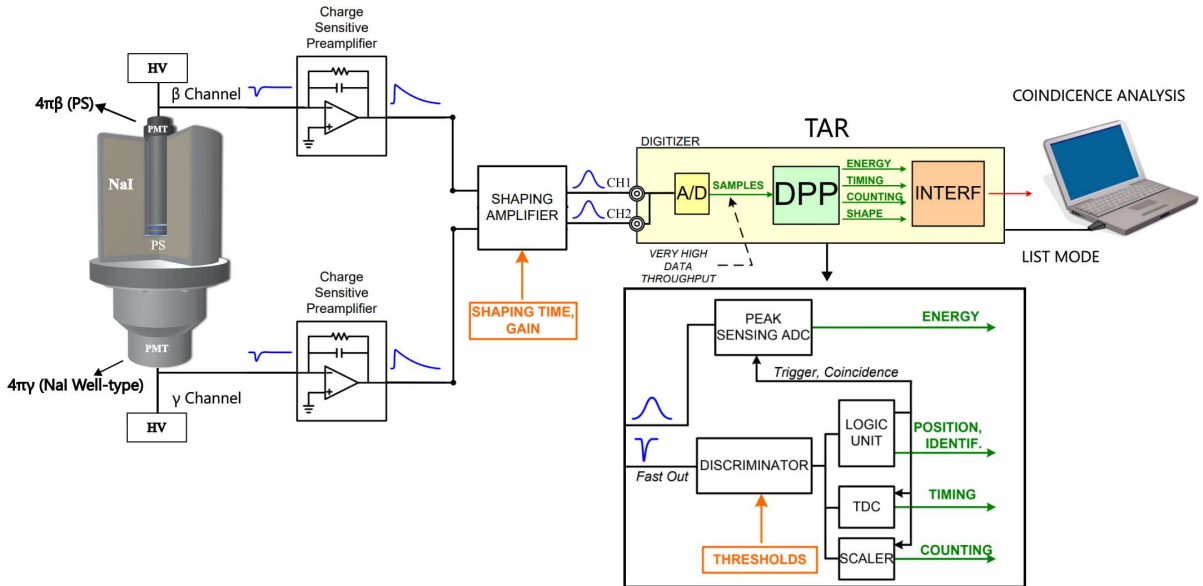 Charge
Sensitive
Preamplifier
HV
β Channel
4πβ (PS)
PMT
NaI
PS
PMT
4πγ (NaI Well-type)
γ Channel
HV
Charge
Sensitive
Preamplifier
SHAPING
AMPLIFIER
SHAPING TIME,
GAIN
CH1
CH2
TAR
DIGITIZER
A/D
SAMPLES
DPP
ENERGY
TIMING
COUNTING
SHAPE
INTERF
VERY HIGH
DATA
THROUGHPUT
COINDICENCE ANALYSIS
LIST MODE
PEAK
SENSING ADC
ENERGY
Trigger, Coincidence
Fast Out
DISCRIMINATOR
THRESHOLDS
LOGIC
UNIT
POSITION,
IDENTIF.
TDC
TIMING
SCALER
COUNTING